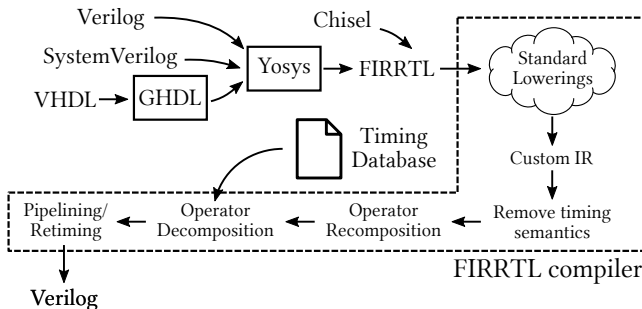 Verilog
Chisel
SystemVerilog
Yosys
FIRRTL
Standard
Lowerings
VHDL
GHDL
Timing
Database
Custom IR
Pipelining/
Retiming
Operator
Decomposition
Operator
Recomposition
Remove timing
semantics
FIRRTL compiler
Verilog